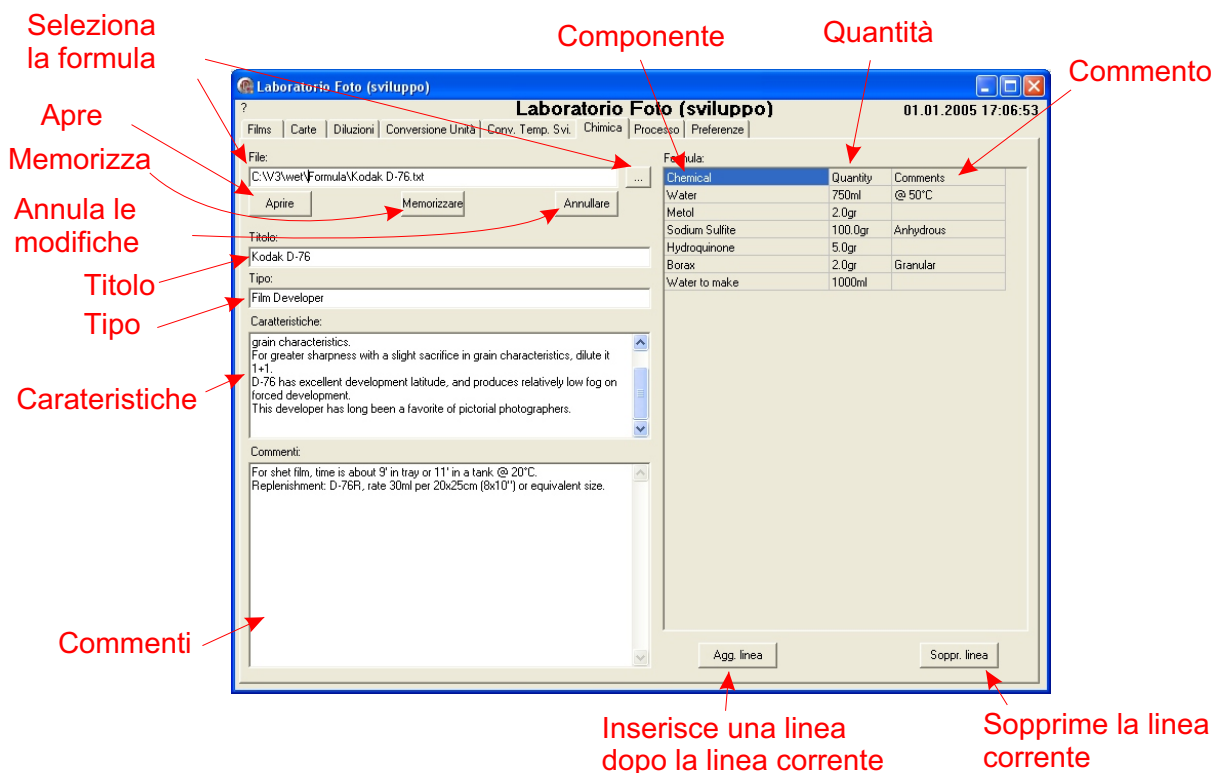 Seleziona
la formula
Componente
Quantità
Commento
Apre
Memorizza
Annula le
modifiche
Titolo
Tipo
Carateristiche
Commenti
Laboratorio Foto (sviluppo)
?
Laboratorio Foto (sviluppo)
01.01.2005 17:06:53
Films
Carte
Diluzioni
Conversione Unità
Conv. Temp. Svi.
Chimica
Processo
Preferenze
File:
C:\V3\wet\Formula\Kodak D-76.txt
...
Aprire
Memorizzare
Annullare
Titolo:
Kodak D-76
Tipo:
Film Developer
Caratteristiche:
grain characteristics.
For greater sharpness with a slight sacrifice in grain characteristics, dilute it
1+1.
D-76 has excellent development latitude, and produces relatively low fog on
forced development.
This developer has long been a favorite of pictorial photographers.
Commenti:
For shet film, time is about 9' in tray or 11' in a tank @ 20°C.
Replenishment: D-76R, rate 30ml per 20x25cm (8x10'') or equivalent size.
Formula:
Chemical Quantity Comments
Water 750ml @ 50°C
Metol 2.0gr
Sodium Sulfite 100.0gr Anhydrous
Hydroquinone 5.0gr
Borax 2.0gr Granular
Water to make 1000ml
Agg. linea
Soppr. linea
Inserisce una linea
dopo la linea corrente
Sopprime la linea
corrente